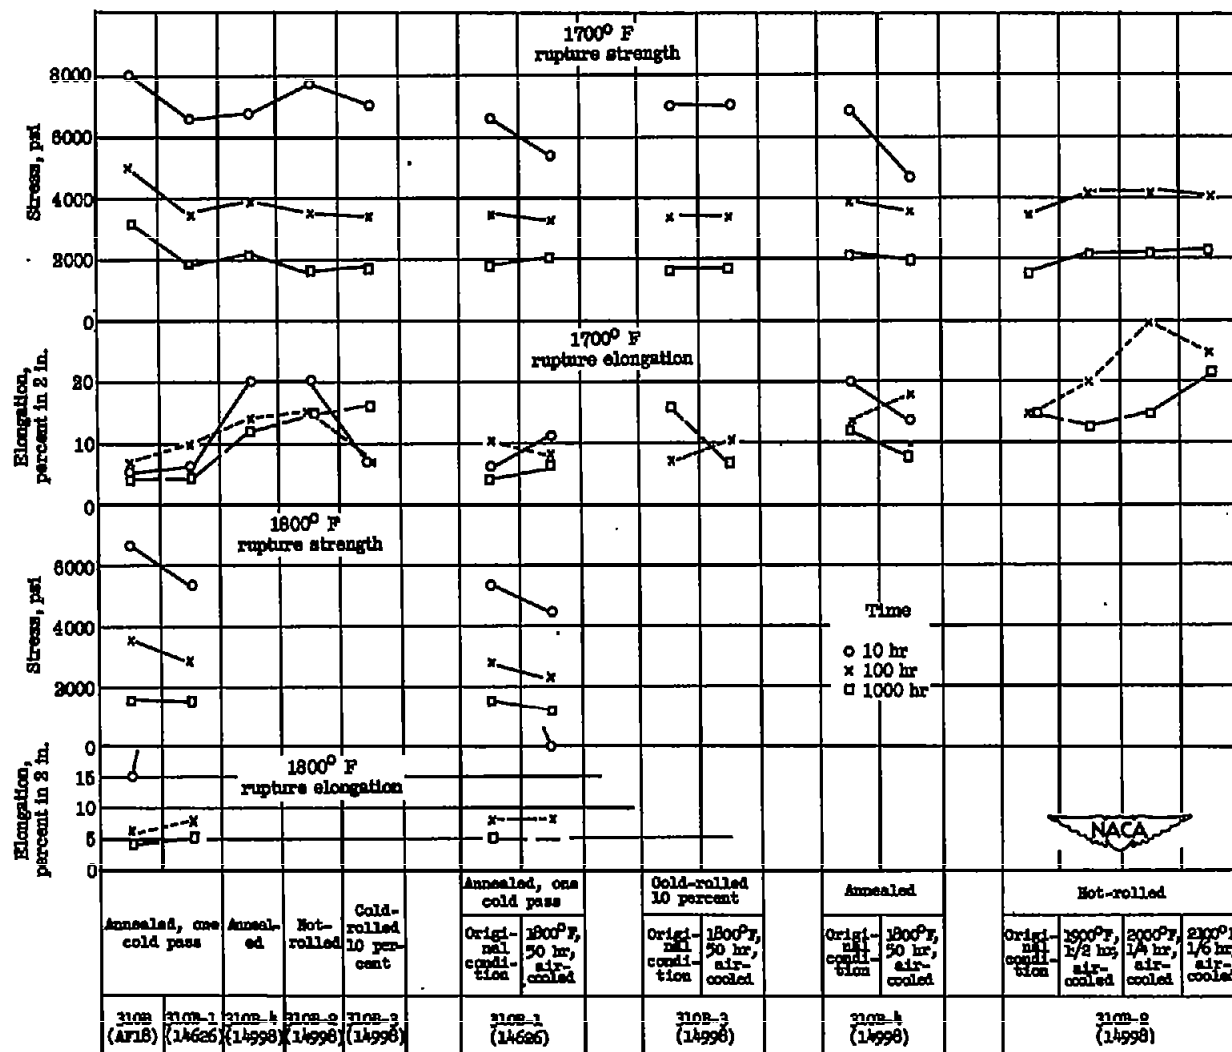 1700° F
rupture strength
8000
6000
4000
2000
0
Stress, psi
1700° F
rupture elongation
20
10
0
Elongation,
percent in 2 in.
1800° F
rupture strength
6000
4000
2000
0
Stress, psi
Time
10 hr
100 hr
1000 hr
1800° F
rupture elongation
15
10
5
0
Elongation,
percent in 2 in.
NACA
Annealed, one
cold pass
Anneal-
ed
Hot-
rolled
Cold-
rolled
10 per-
cent
Annealed, one
cold pass
Origi-
nal
condi-
tion
1800°F,
50 hr,
air-
cooled
Cold-rolled
10 percent
Origi-
nal
condi-
tion
1800°F,
50 hr,
air-
cooled
Annealed
Origi-
nal
condi-
tion
1800°F,
50 hr,
air-
cooled
Hot-rolled
Origi-
nal
condi-
tion
1900°F,
1/2 hr,
air-
cooled
2000°F,
1/4 hr,
air-
cooled
2100°F
1/6 hr
air-
cooled
310B
(AF18)
310B-1
(14626)
310B-4
(14998)
310B-2
(14998)
310B-3
(14998)
310B-1
(14626)
310B-3
(14998)
310B-4
(14998)
310B-2
(14998)